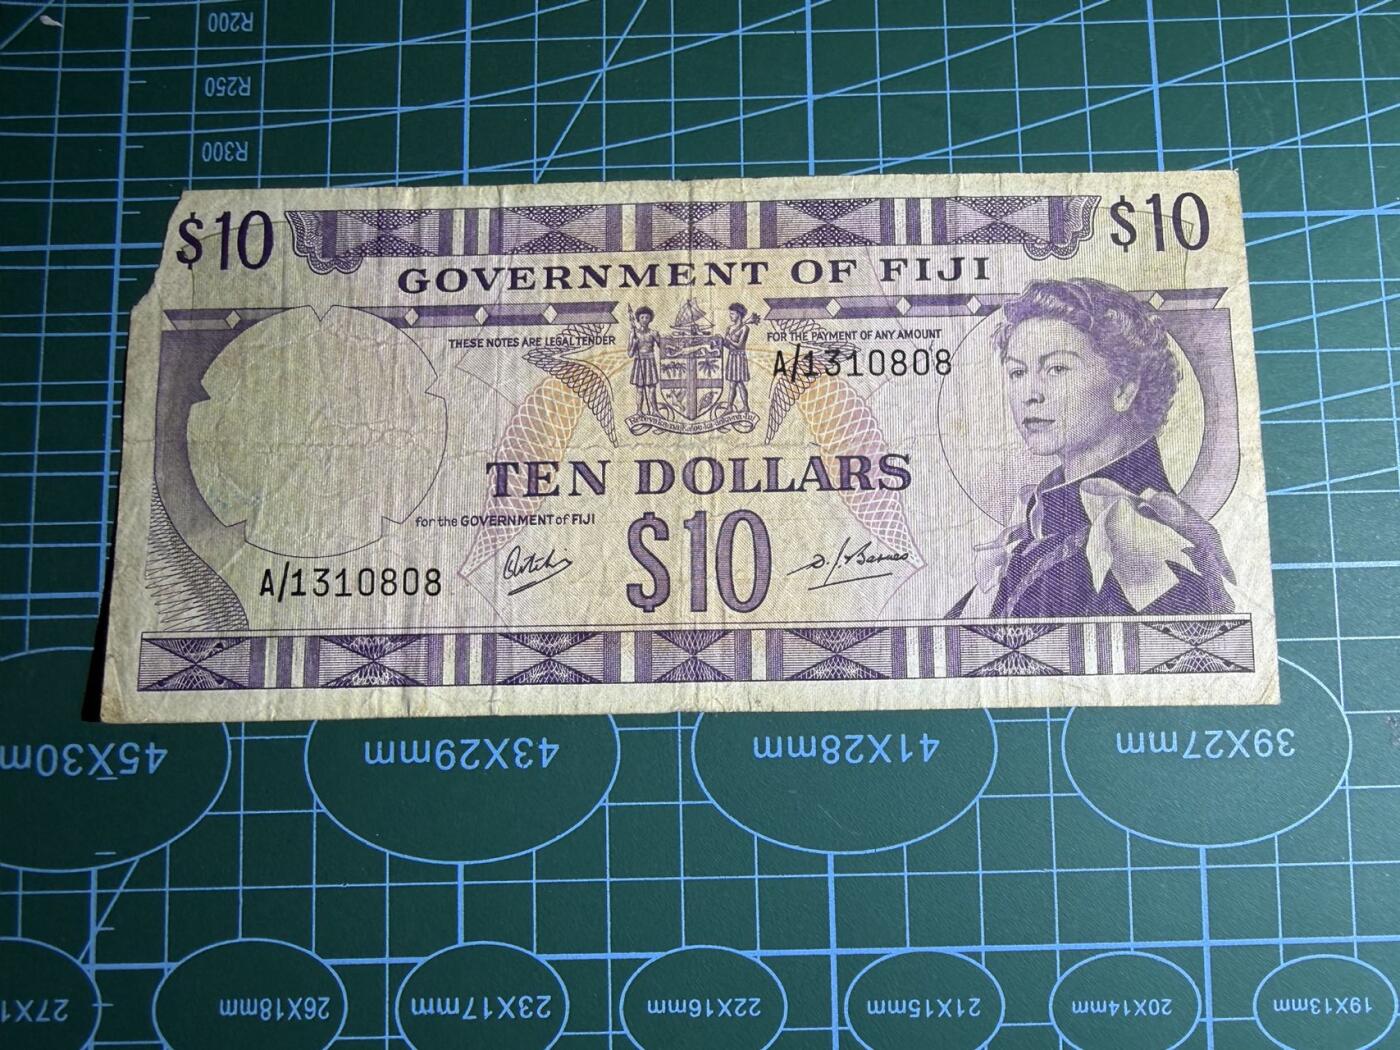 R200
R250
R300
$10
$10
GOVERNMENT OF FIJI
THESE NOTES ARE LEGAL TENDER
FOR THE PAYMENT OF ANY AMOUNT
A/1310808
TEN DOLLARS
for the GOVERNMENT of FIJI
$10
A/1310808
45X30mm
43X29mm
41X28mm
39X27mm
27X1
26X18mm
23X17mm
22X16mm
21X15mm
20X14mm
19X13mm